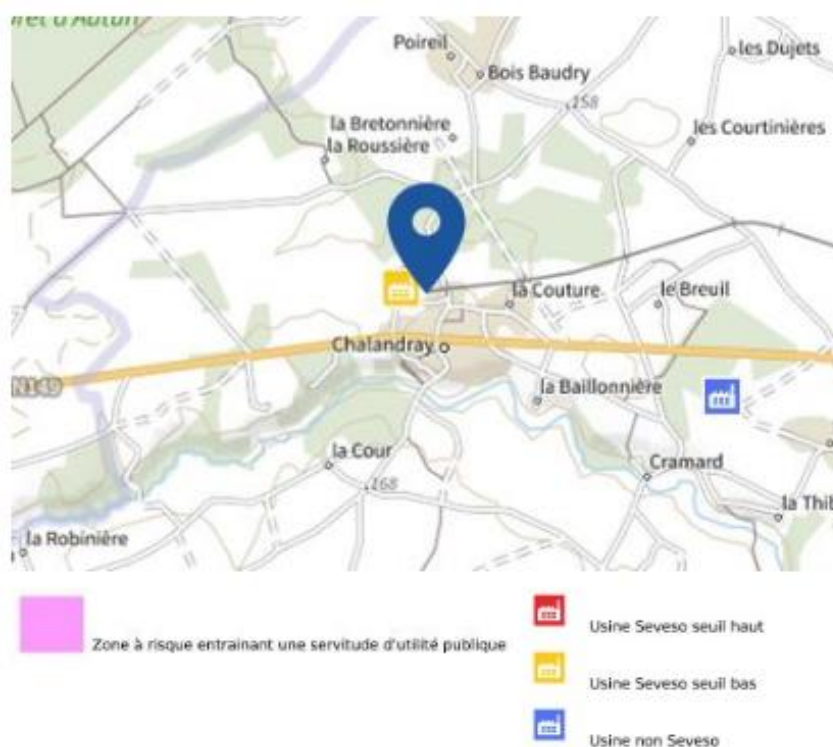 Poireil
les Dujets
Bois Baudry
158
la Bretonnière
la Roussière
les Courtinières
la Couture
le Breuil
Chalandray
N149
la Baillonnière
la Cour
Cramard
168
la Thib
la Robinière
Usine Seveso seuil haut
Zone à risque entrainant une servitude d'utilité publique
Usine Seveso seuil bas
Usine non Seveso